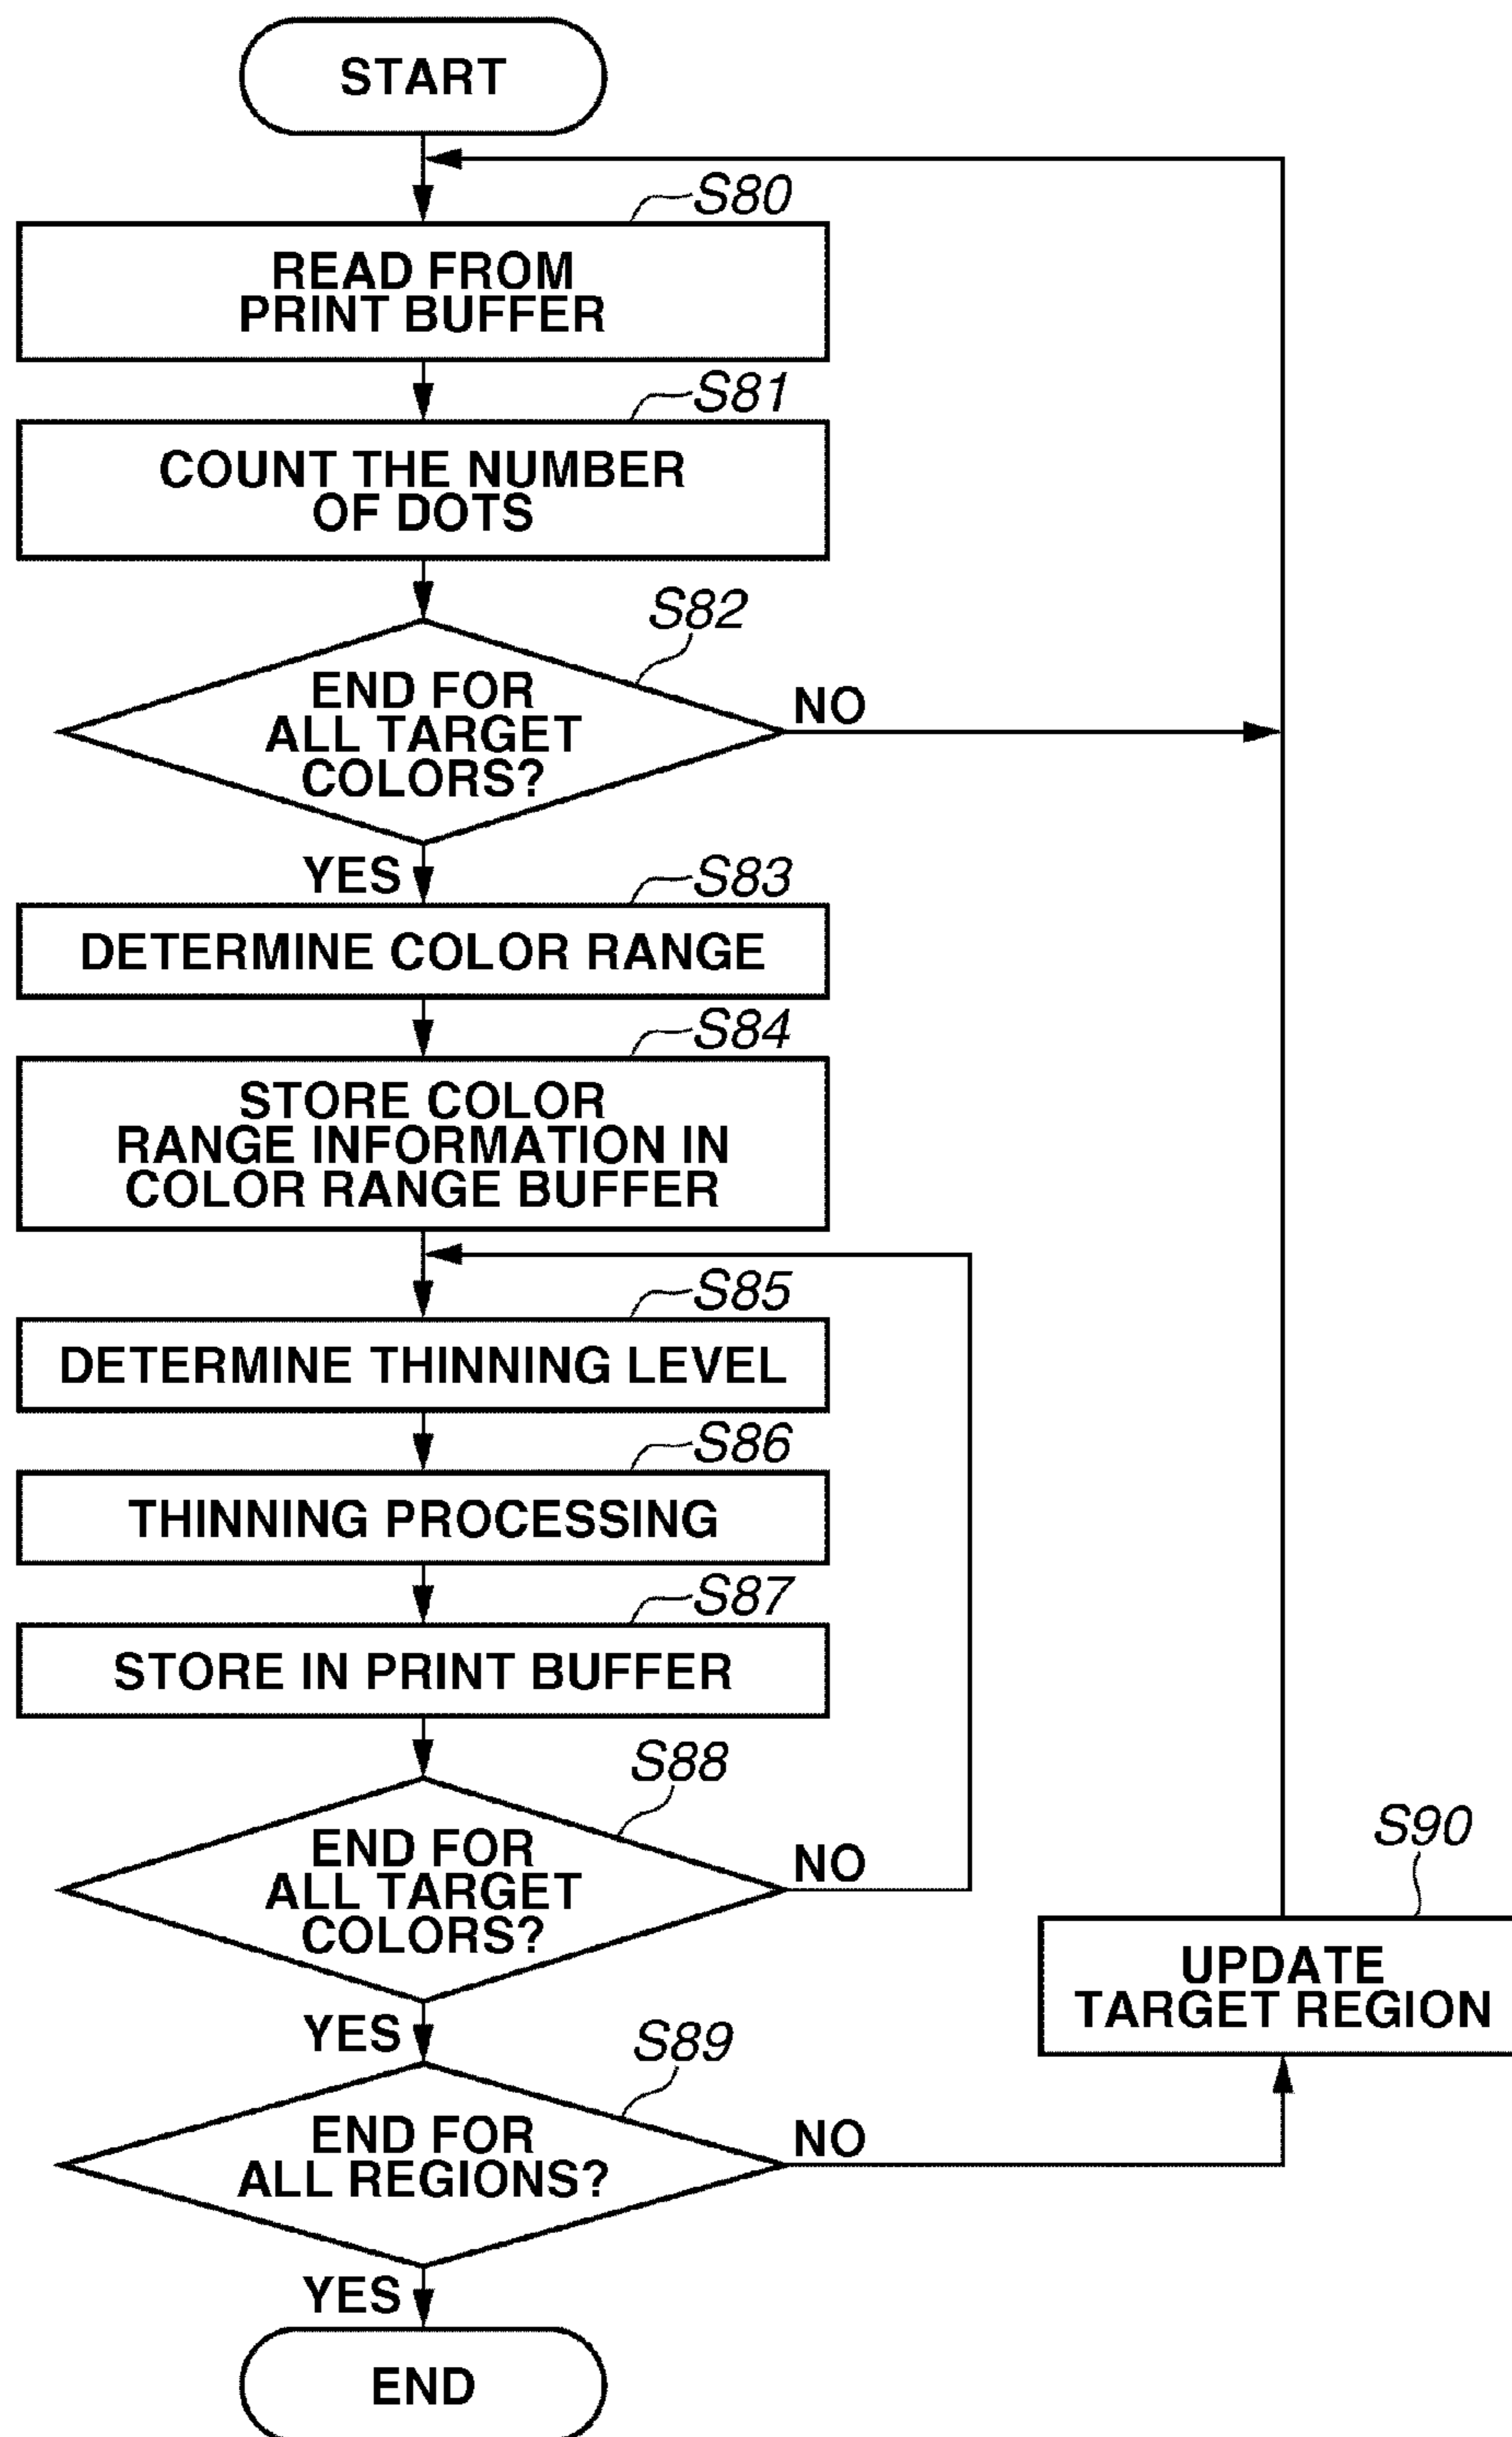 START
S80
READ FROM
PRINT BUFFER
S81
COUNT THE NUMBER
OF DOTS
S82
END FOR
ALL TARGET
COLORS?
NO
YES
S83
DETERMINE COLOR RANGE
S84
STORE COLOR
RANGE INFORMATION IN
COLOR RANGE BUFFER
S85
DETERMINE THINNING LEVEL
S86
THINNING PROCESSING
S87
STORE IN PRINT BUFFER
S88
END FOR
ALL TARGET
COLORS?
NO
S90
UPDATE
TARGET REGION
YES
S89
END FOR
ALL REGIONS?
NO
YES
END